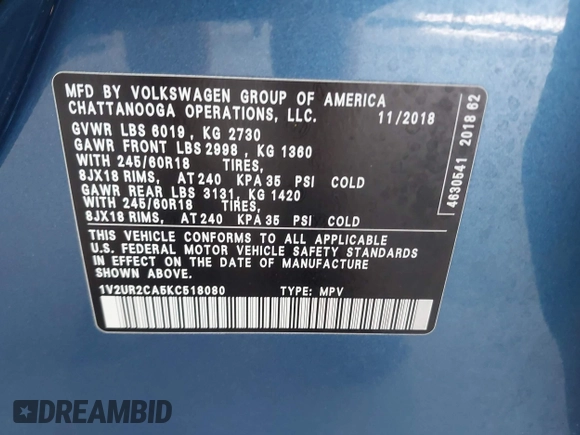 MFD BY VOLKSWAGEN GROUP OF AMERICA
CHATTANOOGA OPERATIONS, LLC. 11/2018
GVWR LBS 6019 , KG 2730
GAWR FRONT LBS 2998 , KG 1360
WITH 245/60R18 TIRES,
8JX18 RIMS, AT 240 KPA 35 PSI COLD
GAWR REAR LBS 3131, KG 1420
WITH 245/60R18 TIRES,
8JX18 RIMS, AT 240 KPA 35 PSI COLD
THIS VEHICLE CONFORMS TO ALL APPLICABLE
U.S. FEDERAL MOTOR VEHICLE SAFETY STANDARDS
IN EFFECT ON THE DATE OF MANUFACTURE
SHOWN ABOVE.
1V2UR2CA5KC518080 TYPE: MPV
4630541 2018 62
DREAMBID